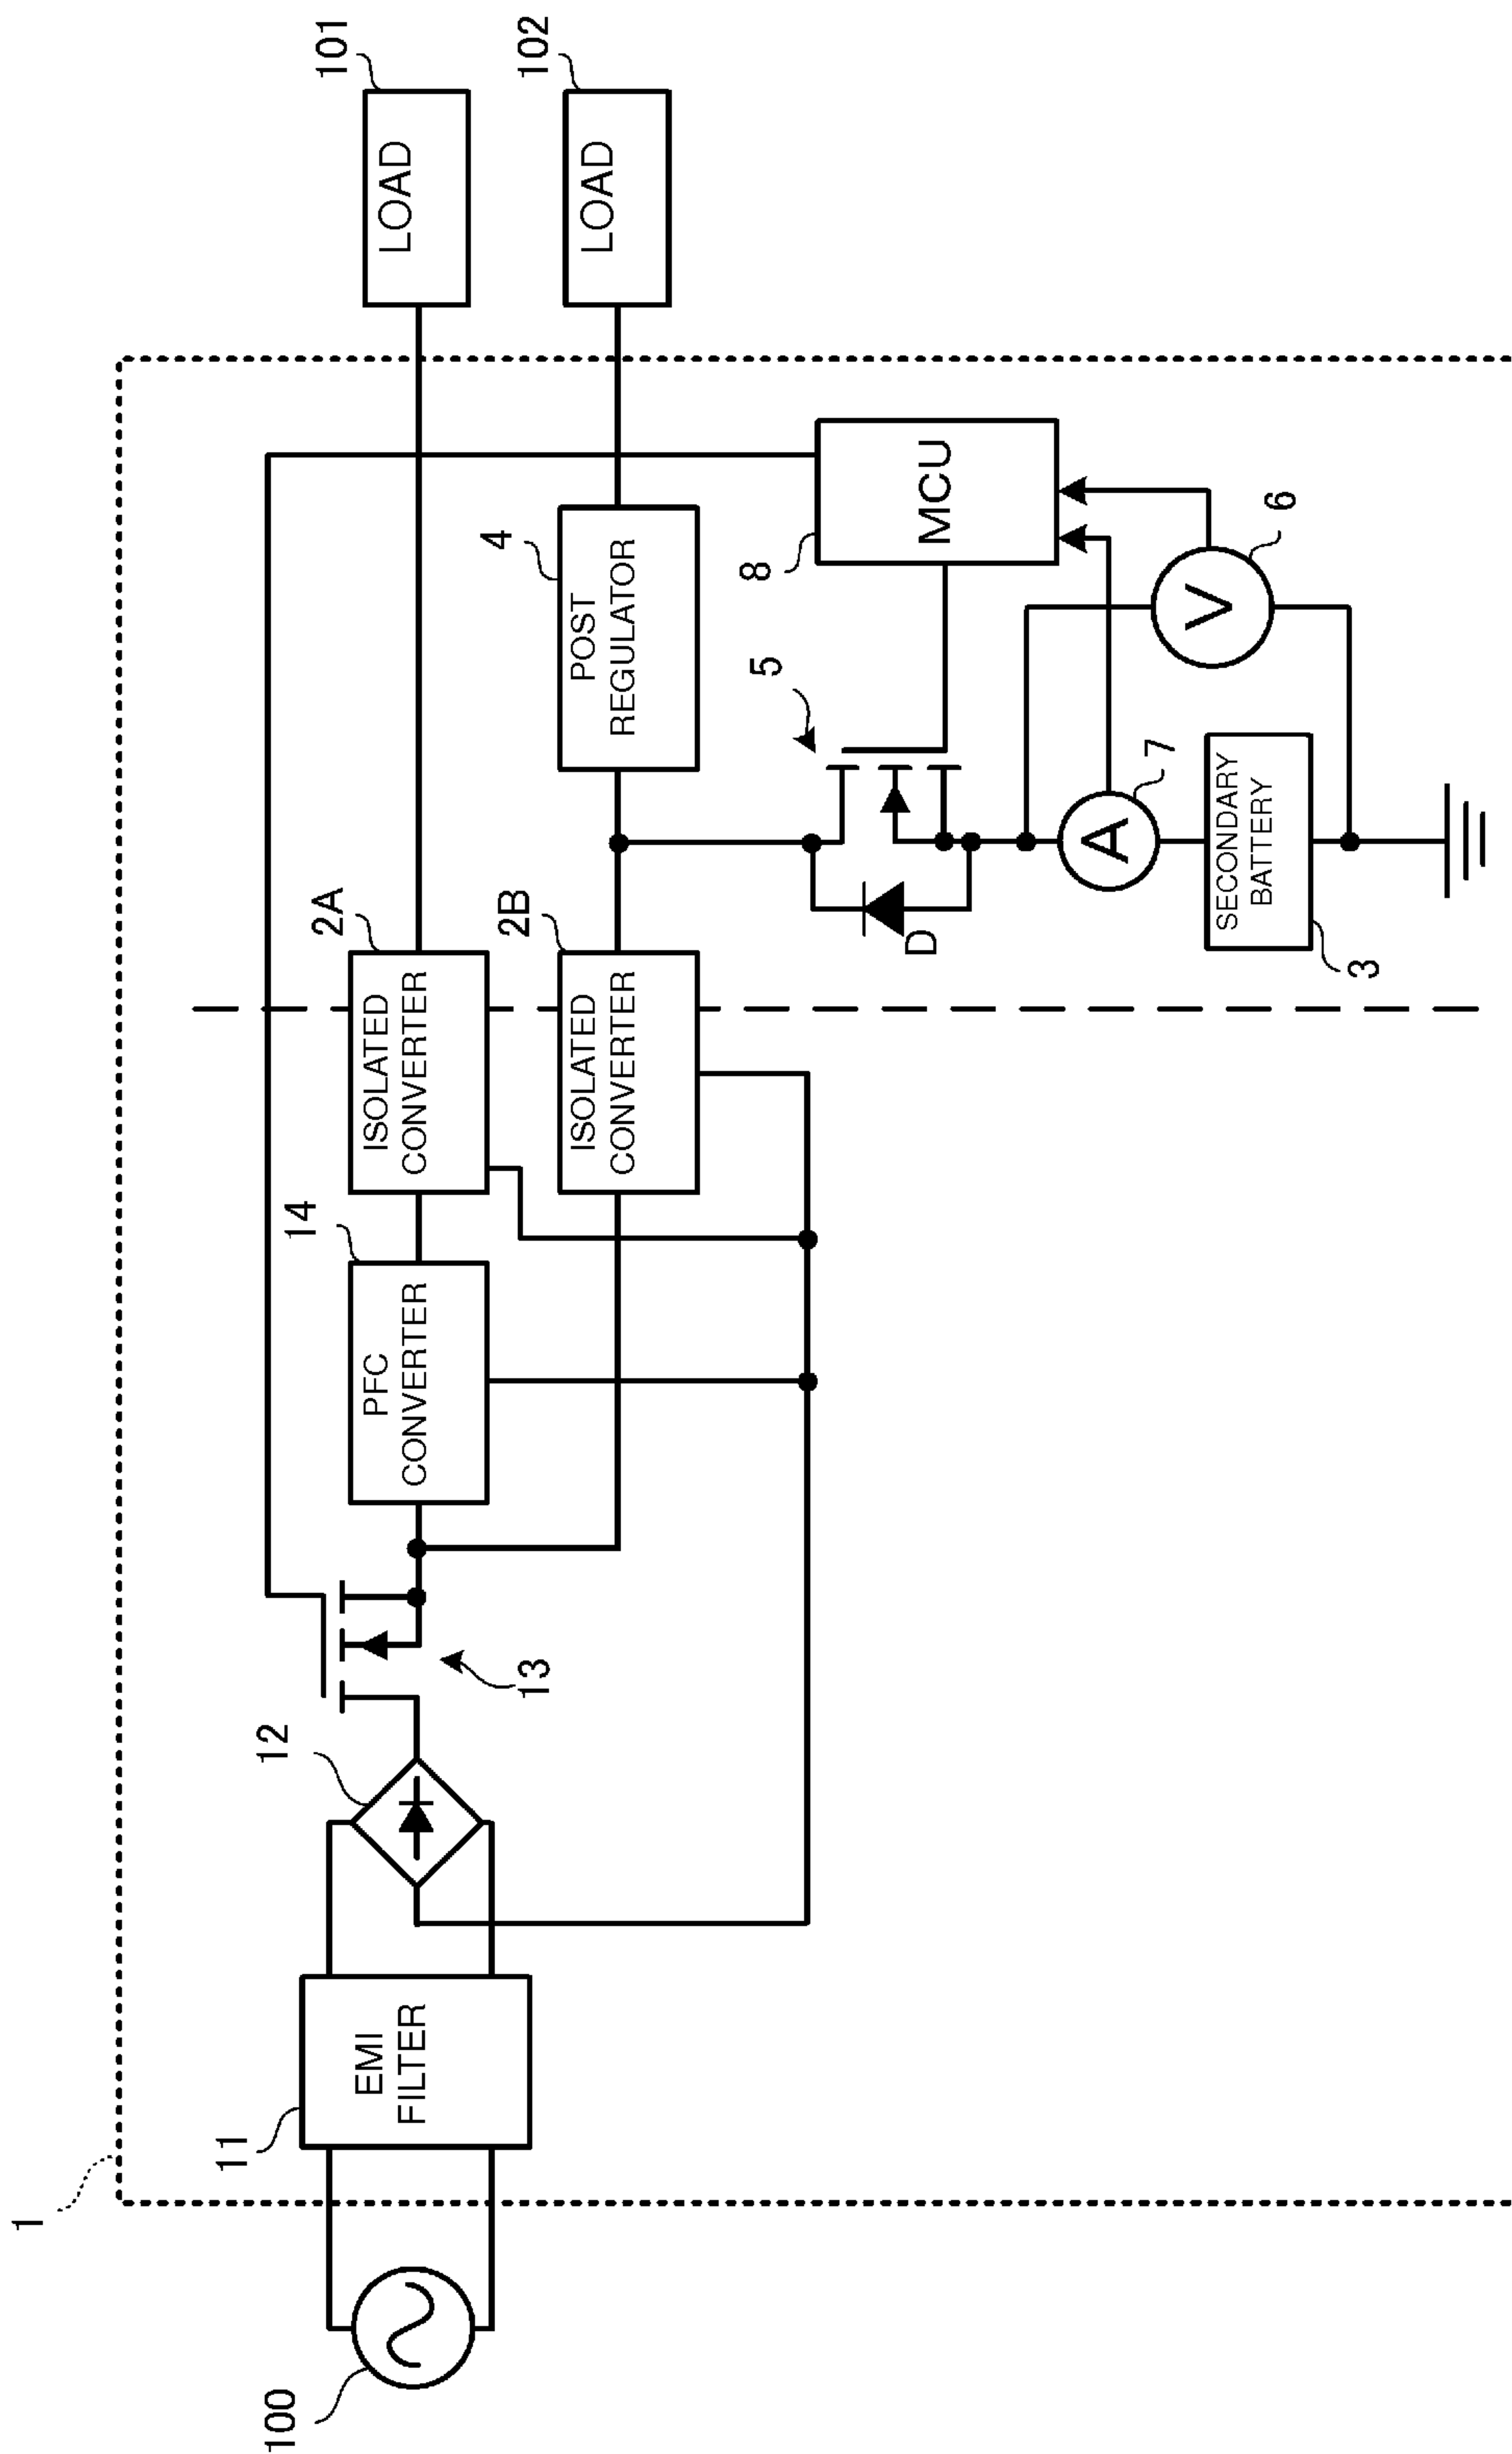 1
100
11
EMI
FILTER
12
13
14
PFC
CONVERTER
2A
ISOLATED
CONVERTER
2B
ISOLATED
CONVERTER
101
LOAD
102
LOAD
4
POST
REGULATOR
5
D
8
MCU
A
7
V
6
SECONDARY
BATTERY
3